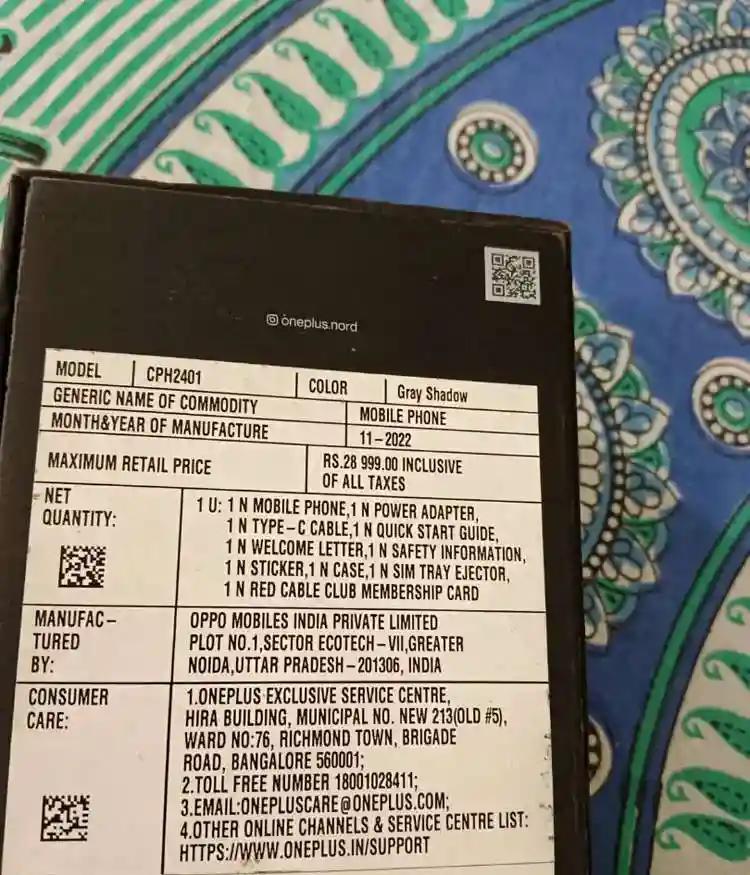 oneplus.nord
MODEL CPH2401 COLOR Gray Shadow
GENERIC NAME OF COMMODITY MOBILE PHONE
MONTH&YEAR OF MANUFACTURE 11-2022
MAXIMUM RETAIL PRICE RS.28 999.00 INCLUSIVE
OF ALL TAXES
NET
QUANTITY:
1 U: 1 N MOBILE PHONE,1 N POWER ADAPTER,
1 N TYPE-C CABLE,1 N QUICK START GUIDE,
1 N WELCOME LETTER,1 N SAFETY INFORMATION,
1 N STICKER,1 N CASE,1 N SIM TRAY EJECTOR,
1 N RED CABLE CLUB MEMBERSHIP CARD
MANUFAC-
TURED
BY:
OPPO MOBILES INDIA PRIVATE LIMITED
PLOT NO.1,SECTOR ECOTECH-VII,GREATER
NOIDA,UTTAR PRADESH-201306, INDIA
CONSUMER
CARE:
1.ONEPLUS EXCLUSIVE SERVICE CENTRE,
HIRA BUILDING, MUNICIPAL NO. NEW 213(OLD #5),
WARD NO:76, RICHMOND TOWN, BRIGADE
ROAD, BANGALORE 560001;
2.TOLL FREE NUMBER 18001028411;
3.EMAIL:ONEPLUSCARE@ONEPLUS.COM;
4.OTHER ONLINE CHANNELS & SERVICE CENTRE LIST:
HTTPS://WWW.ONEPLUS.IN/SUPPORT